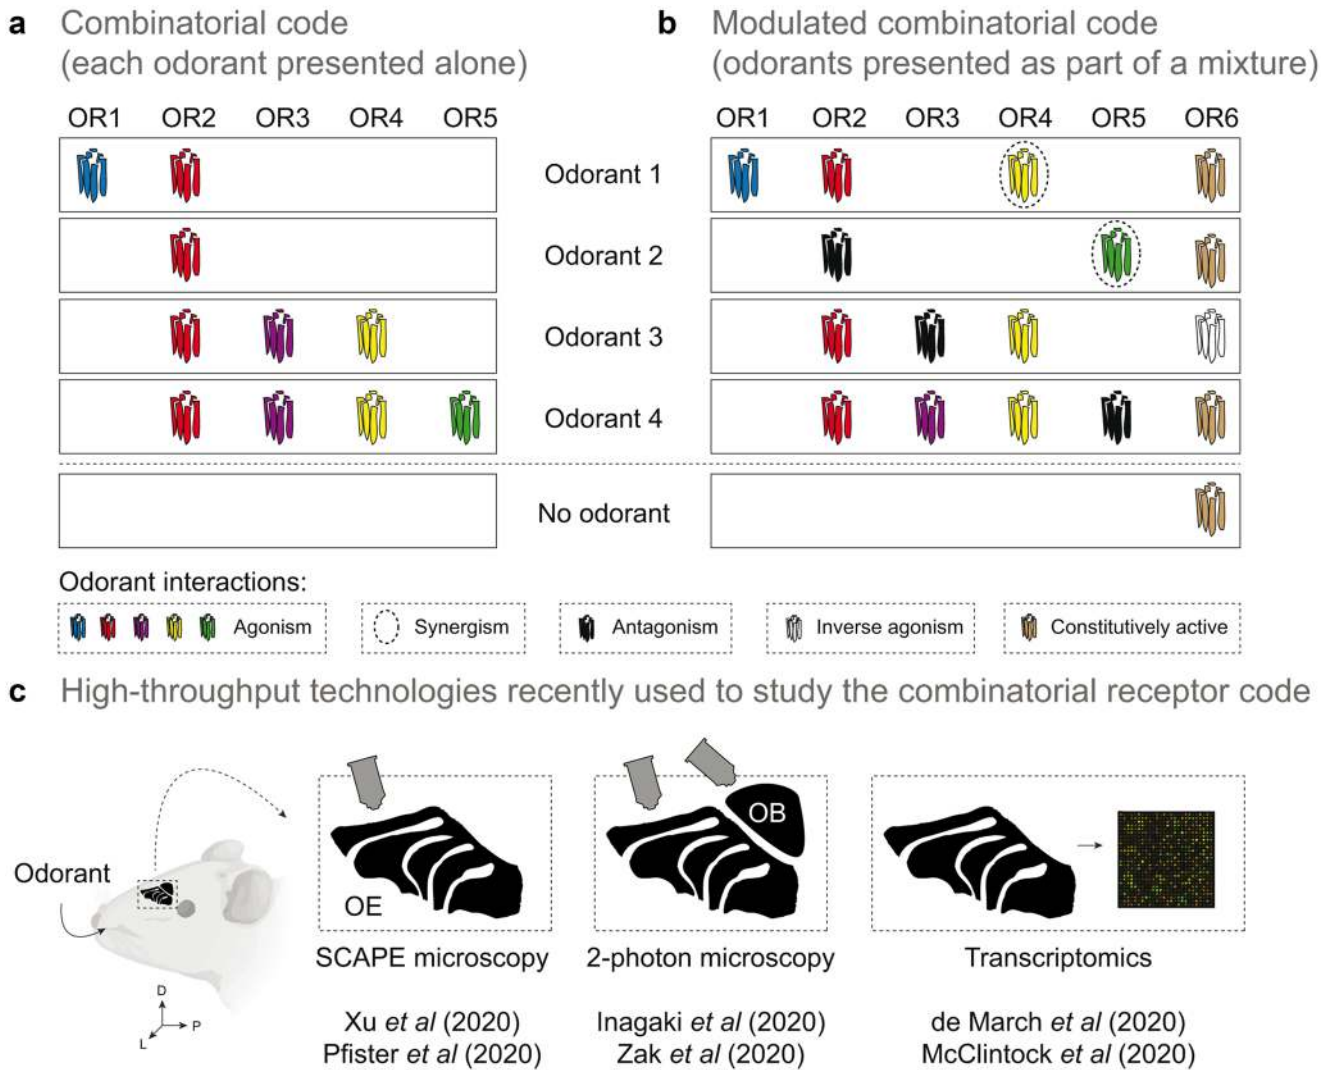 a Combinatorial code
(each odorant presented alone)
b Modulated combinatorial code
(odorants presented as part of a mixture)
OR1 OR2 OR3 OR4 OR5
OR1 OR2 OR3 OR4 OR5 OR6
Odorant 1
Odorant 2
Odorant 3
Odorant 4
No odorant
Odorant interactions:
Agonism
Synergism
Antagonism
Inverse agonism
Constitutively active
c High-throughput technologies recently used to study the combinatorial receptor code
Odorant
D
P
L
OE
SCAPE microscopy
Xu et al (2020)
Pfister et al (2020)
OB
2-photon microscopy
Inagaki et al (2020)
Zak et al (2020)
Transcriptomics
de March et al (2020)
McClintock et al (2020)